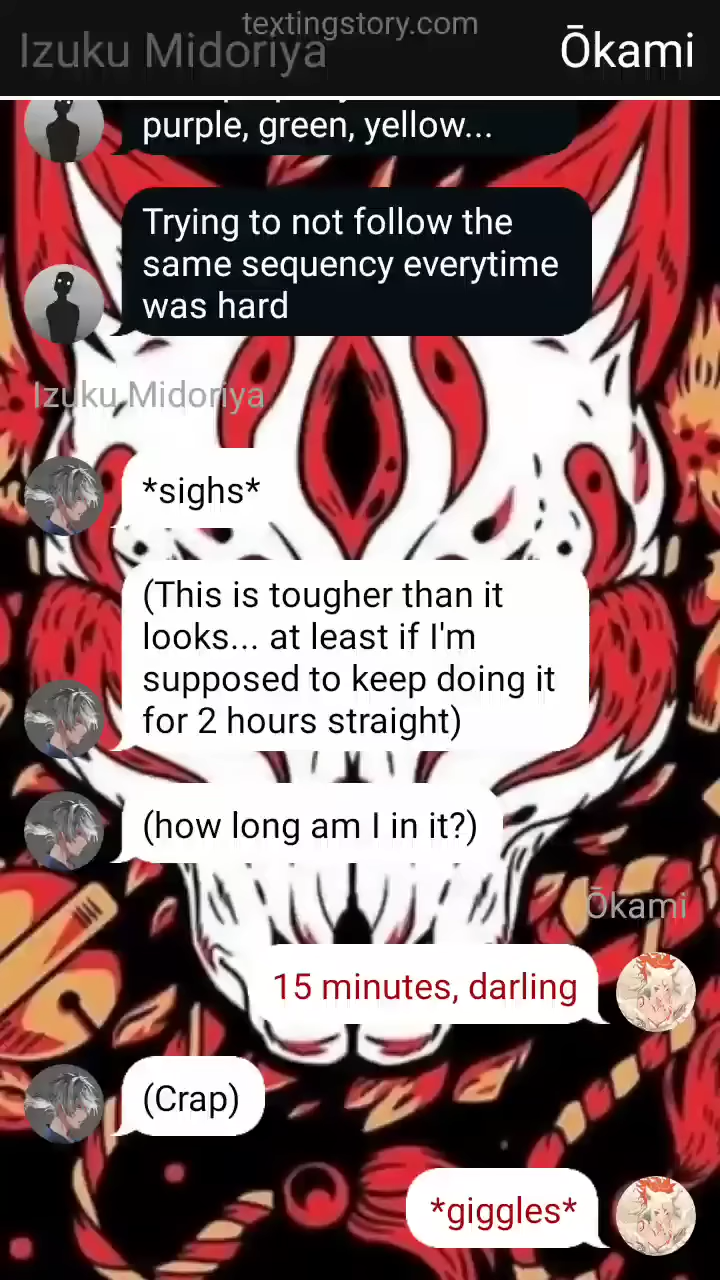 textingstory.com
Izuku Midoriya
Ōkami
purple, green, yellow...
Trying to not follow the
same sequency everytime
was hard
Izuku Midoriya
*sighs*
(This is tougher than it
looks... at least if I'm
supposed to keep doing it
for 2 hours straight)
(how long am I in it?)
Ōkami
15 minutes, darling
(Crap)
*giggles*